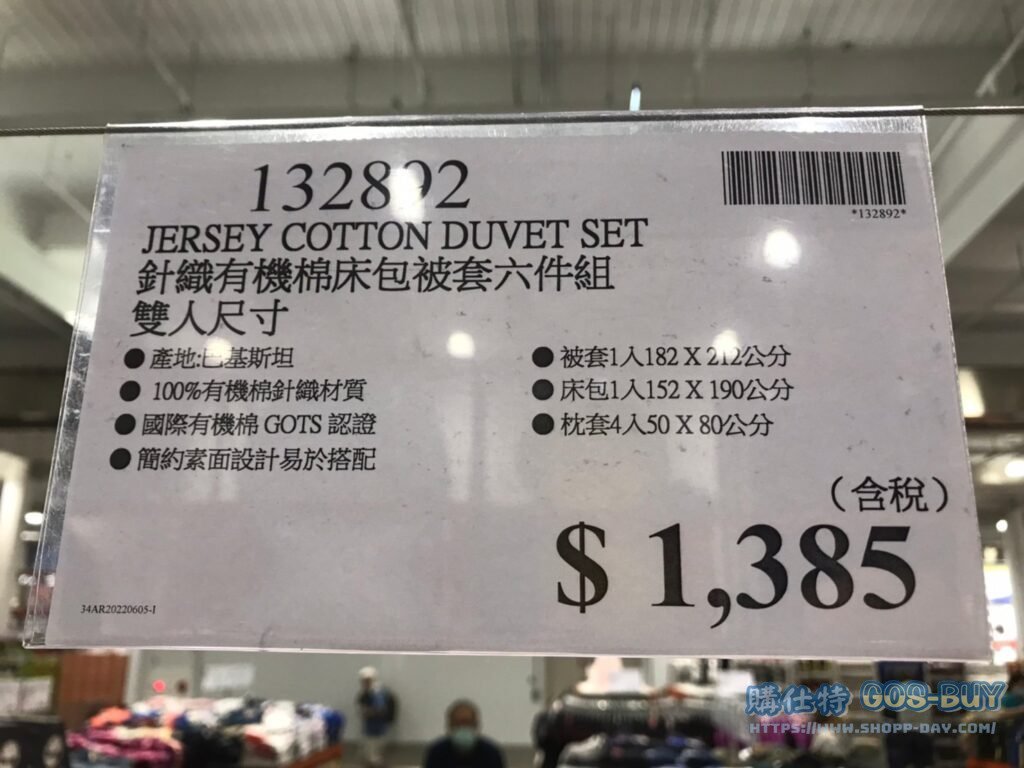 132892
*132892*
JERSEY COTTON DUVET SET
針織有機棉床包被套六件組
雙人尺寸
●產地:巴基斯坦
●100%有機棉針織材質
●國際有機棉 GOTS 認證
●簡約素面設計易於搭配
●被套1入182 X 212公分
●床包1入152 X 190公分
●枕套4入50 X 80公分
(含稅)
$ 1,385
34AR20220605-1
購仕特 COS-BUY
HTTPS://WWW.SHOPP-DAY.COM/